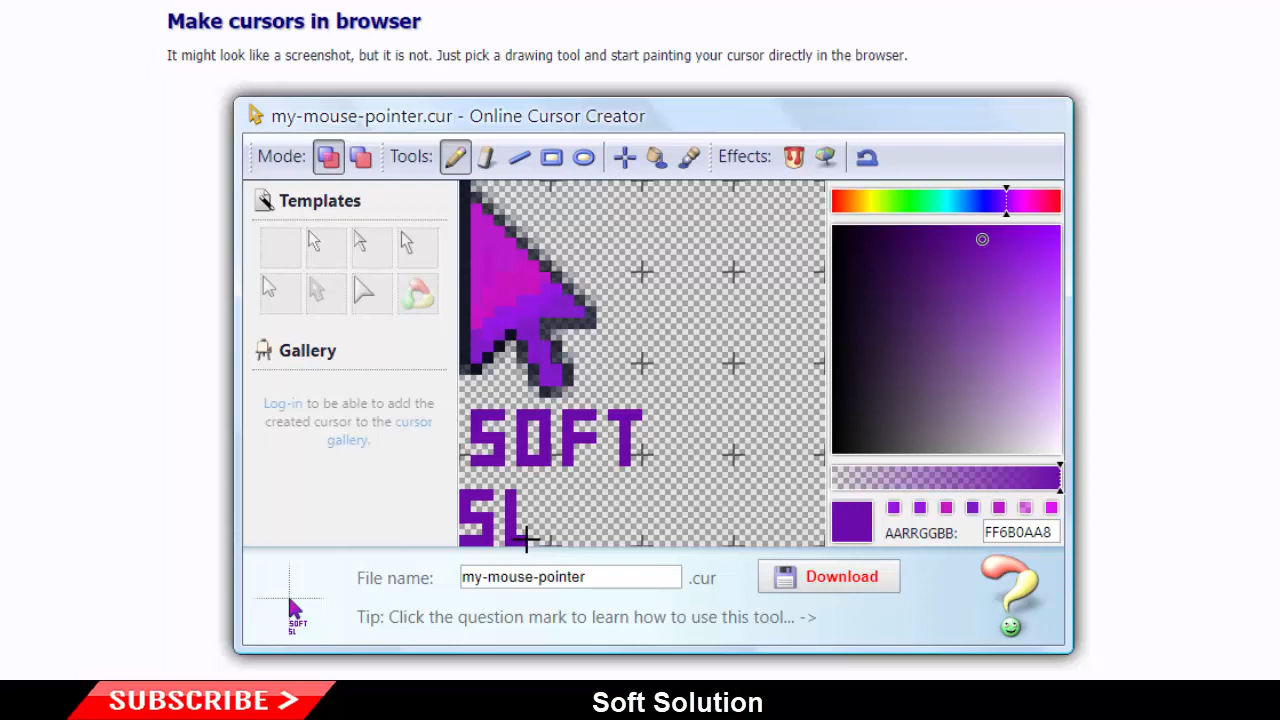 Make cursors in browser
It might look like a screenshot, but it is not. Just pick a drawing tool and start painting your cursor directly in the browser.
my-mouse-pointer.cur - Online Cursor Creator
Mode: Tools: Effects:
Templates
Gallery
Log-in to be able to add the
created cursor to the cursor
gallery.
SOFT
SL
AARRGGBB: FF6B0AA8
File name: my-mouse-pointer .cur Download
Tip: Click the question mark to learn how to use this tool... ->
SOFT
SL
SUBSCRIBE > Soft Solution